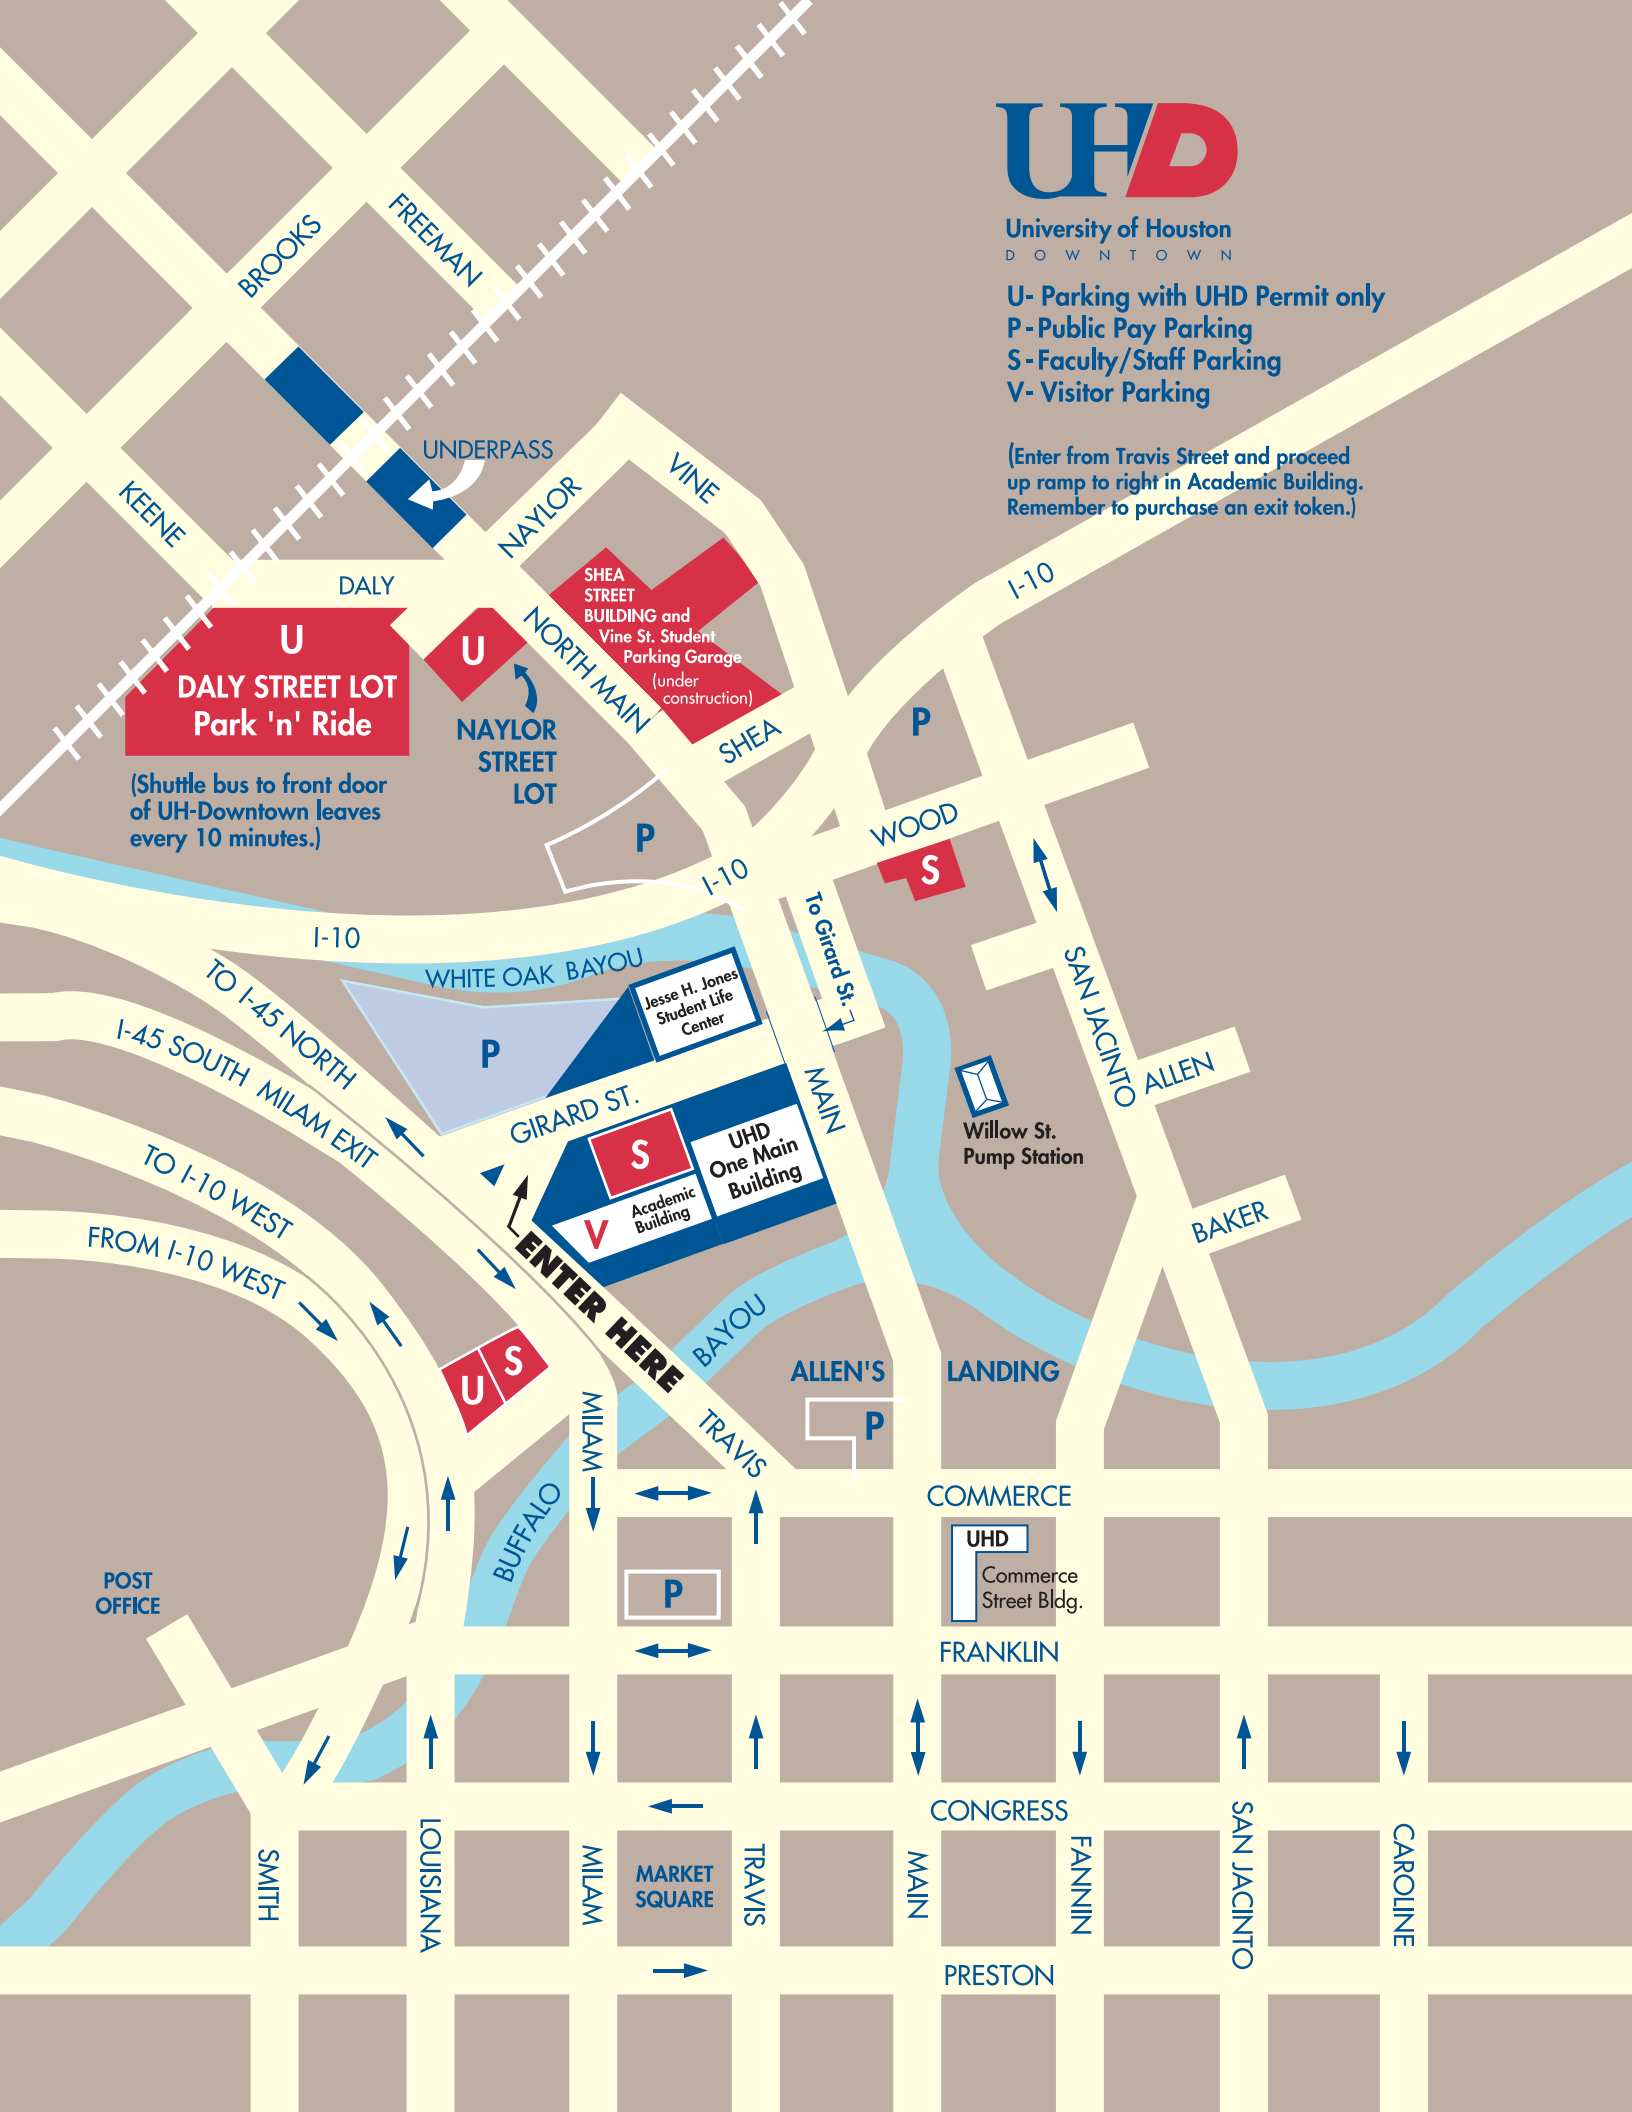 UHD
University of Houston
DOWNTOWN
U- Parking with UHD Permit only
P - Public Pay Parking
S - Faculty/Staff Parking
V- Visitor Parking
(Enter from Travis Street and proceed
up ramp to right in Academic Building.
Remember to purchase an exit token.)
BROOKS
FREEMAN
UNDERPASS
KEENE
NAYLOR
VINE
DALY
I-10
SHEA
STREET
BUILDING and
Vine St. Student
Parking Garage
(under
construction)
NORTH MAIN
U
DALY STREET LOT
Park 'n' Ride
U
NAYLOR
STREET
LOT
SHEA
P
(Shuttle bus to front door
of UH-Downtown leaves
every 10 minutes.)
P
WOOD
S
I-10
I-10
To Girard St.
WHITE OAK BAYOU
TO I-45 NORTH
Jesse H. Jones
Student Life
Center
SAN JACINTO
I-45 SOUTH MILAM EXIT
P
GIRARD ST.
MAIN
ALLEN
Willow St.
Pump Station
S
UHD
One Main
Building
V
Academic
Building
TO I-10 WEST
FROM I-10 WEST
BAKER
ENTER HERE
BAYOU
U
S
ALLEN'S
LANDING
P
MILAM
TRAVIS
BUFFALO
COMMERCE
UHD
Commerce
Street Bldg.
POST
OFFICE
P
FRANKLIN
CONGRESS
SMITH
LOUISIANA
MILAM
MARKET
SQUARE
TRAVIS
MAIN
FANNIN
SAN JACINTO
CAROLINE
PRESTON